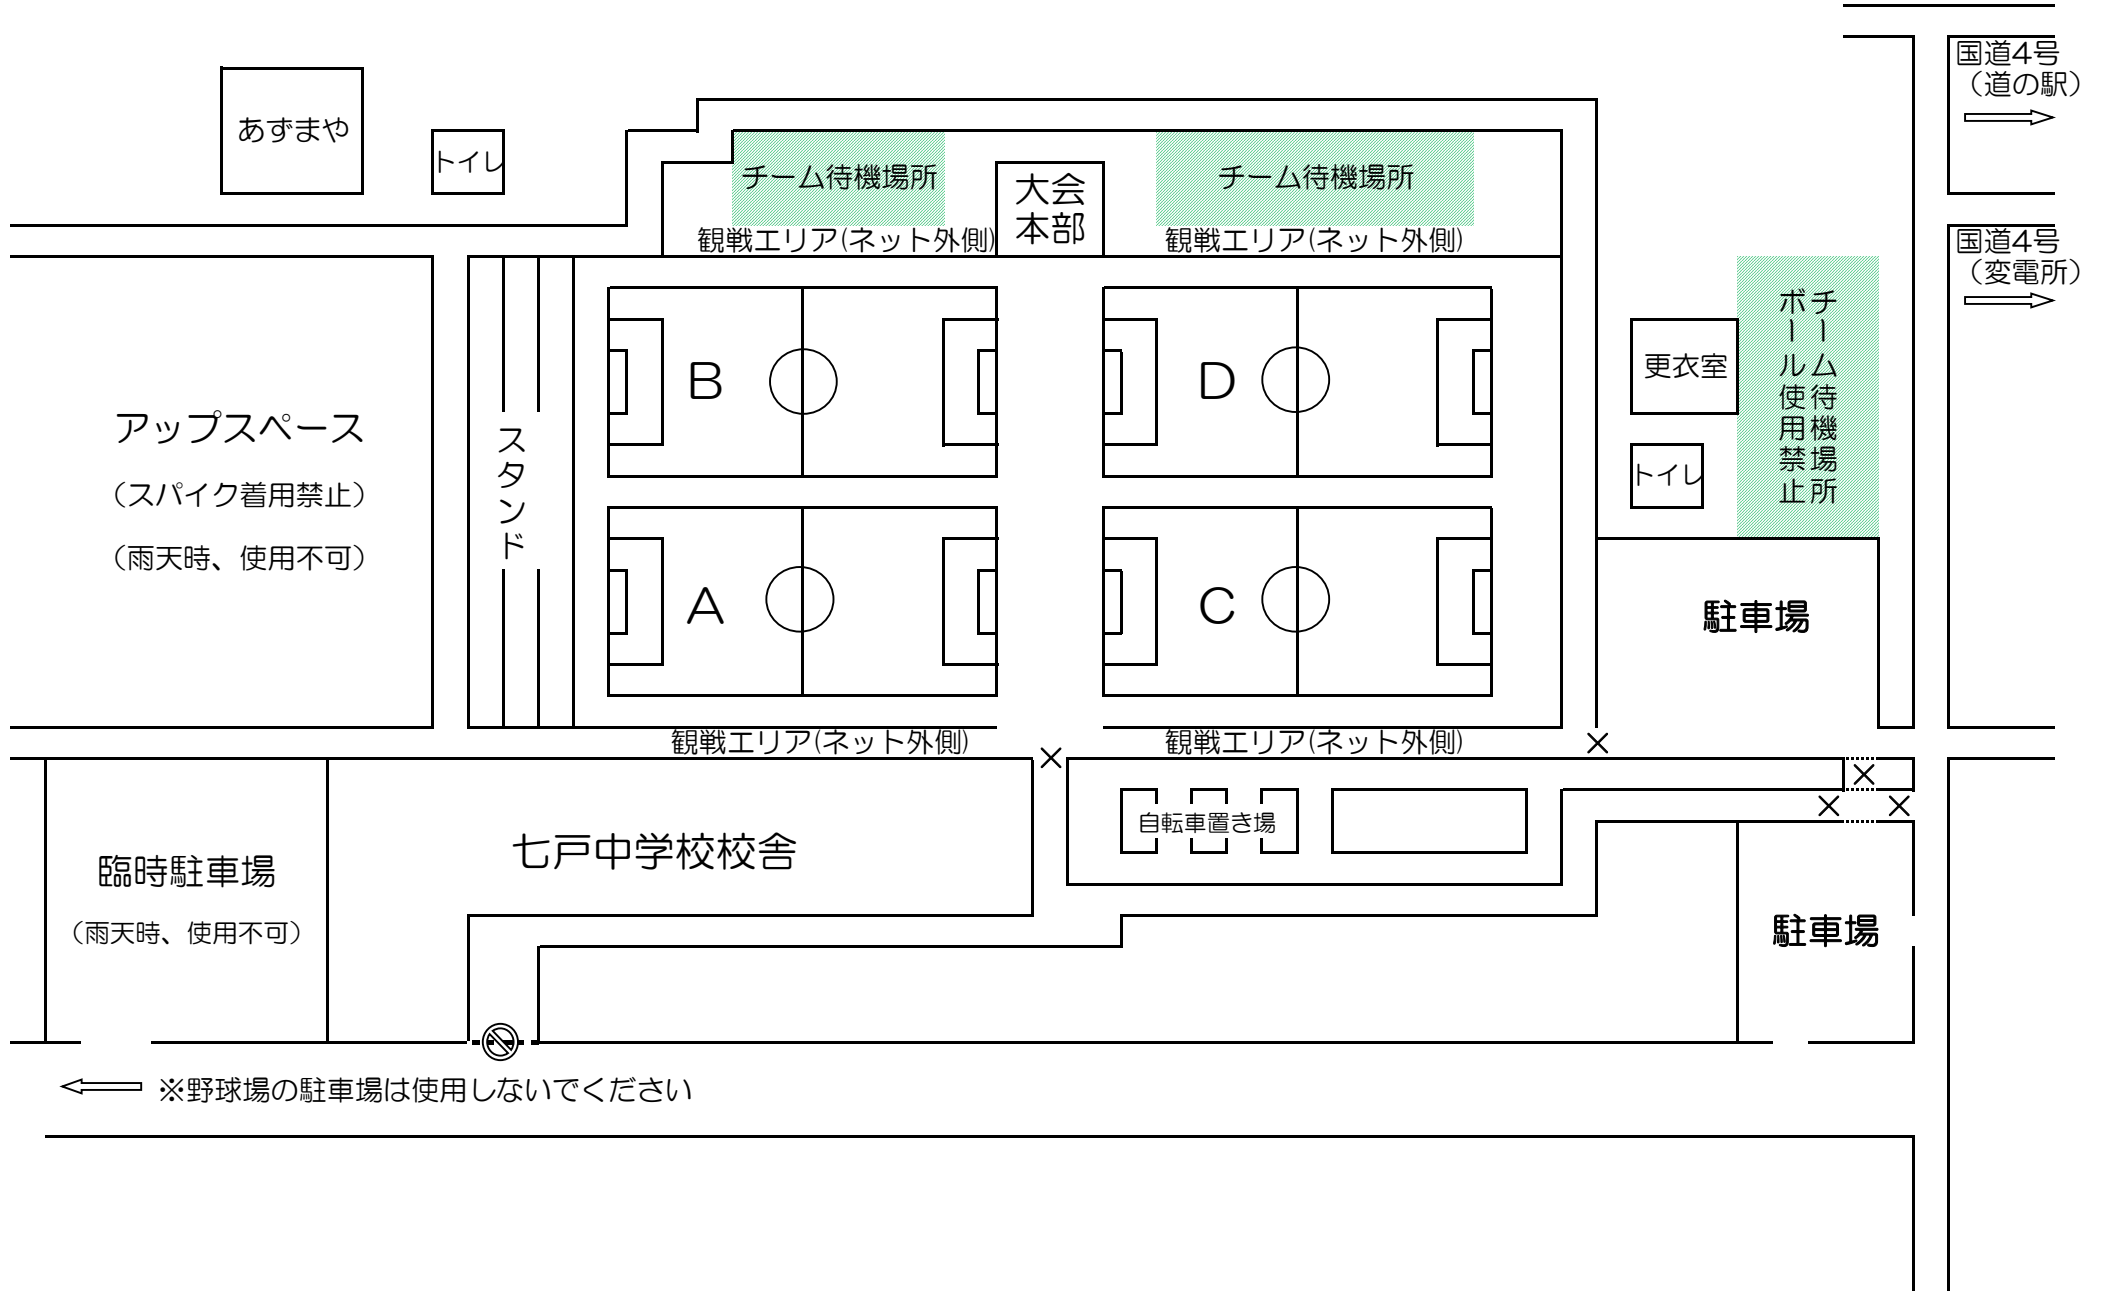 国道4号
（道の駅）
あずまや
トイレ
チーム待機場所
チーム待機場所
大会
本部
観戦エリア(ネット外側)
観戦エリア(ネット外側)
国道4号
（変電所）
チーム待機場所
ボール使用禁止
B
D
更衣室
トイレ
アップスペース
（スパイク着用禁止）
（雨天時、使用不可）
スタンド
A
C
駐車場
観戦エリア(ネット外側)
観戦エリア(ネット外側)
自転車置き場
七戸中学校校舎
臨時駐車場
（雨天時、使用不可）
駐車場
※野球場の駐車場は使用しないでください